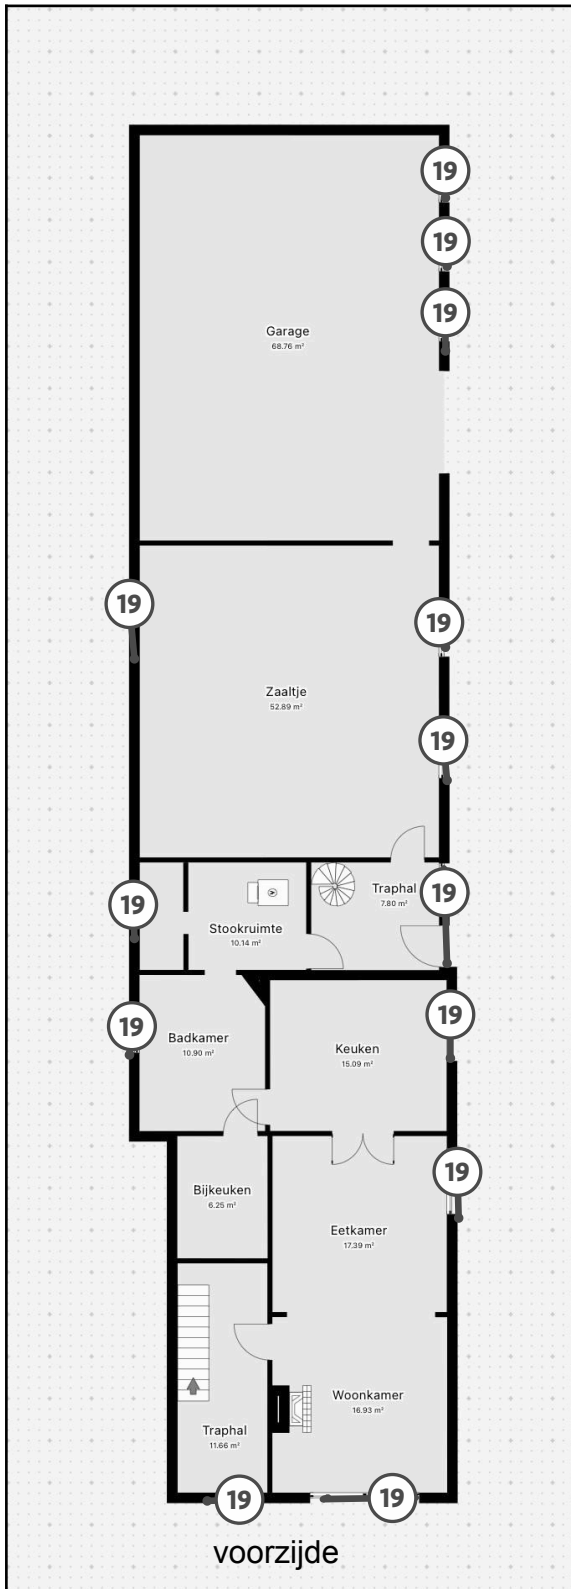 19
19
19
Garage
68.76 m²
19
19
Zaaltje
52.89 m²
19
19
Traphal
7.80 m²
19
Stookruimte
10.14 m²
19
19
Badkamer
10.90 m²
Keuken
15.09 m²
19
Bijkeuken
6.25 m²
Eetkamer
17.39 m²
Woonkamer
16.93 m²
Traphal
11.66 m²
19
19
voorzijde